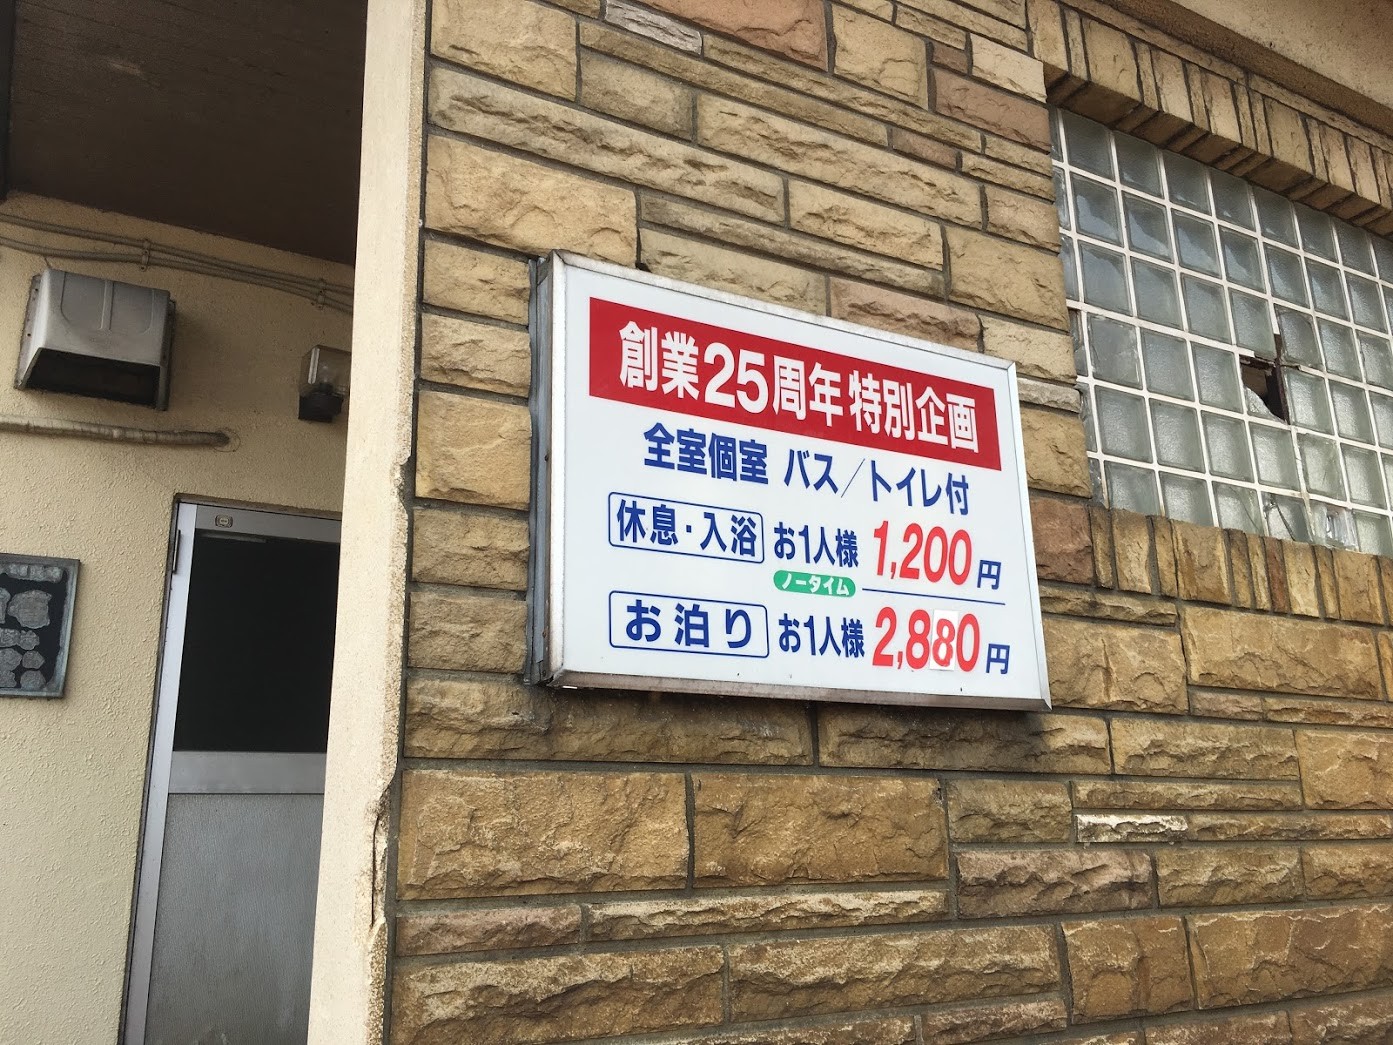 創業25周年特別企画
全室個室 バス/トイレ付
休息・入浴 お1人様 1,200円
ノータイム
お泊り お1人様 2,880円